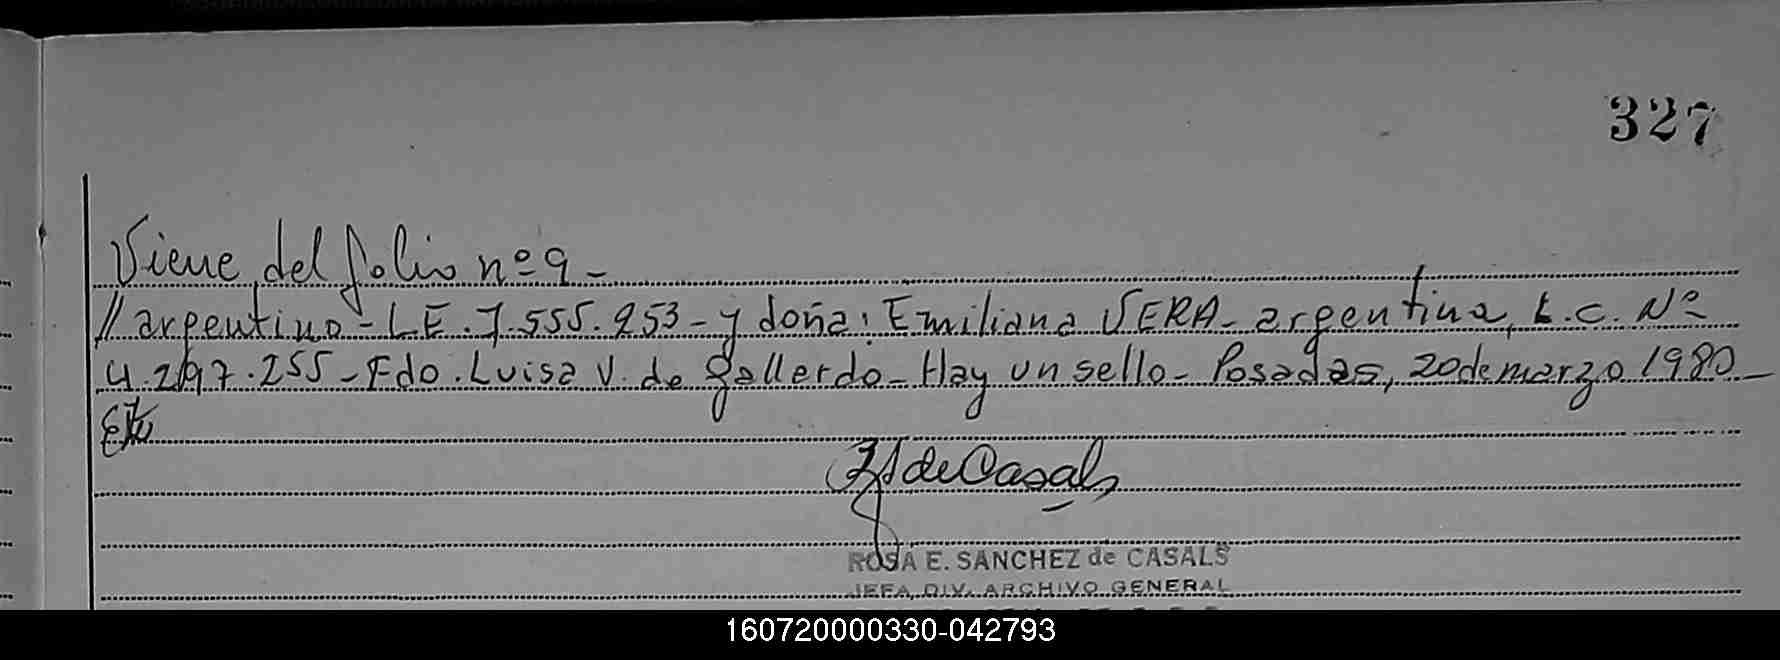 327
Viene del folio nº 9-
// argentino-L.E.7.555.953-y doña: Emiliana VERA-argentina, L.C. Nº
4.297.255-Fdo.Luisa V. de Gallerdo-Hay un sello-Posadas, 20 de marzo 1980-
de Casals
ROSA E. SANCHEZ de CASALS
JEFA, DIV. ARCHIVO GENERAL
160720000330-042793